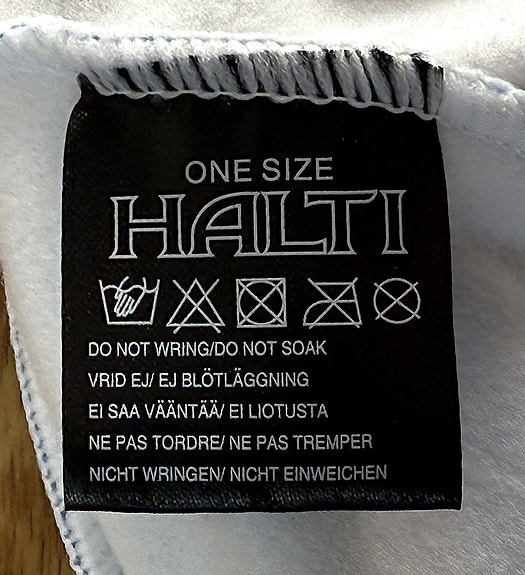 ONE SIZE
HALTI
DO NOT WRING/DO NOT SOAK
VRID EJ/ EJ BLÖTLÄGGNING
EI SAA VÄÄNTÄÄ/ EI LIOTUSTA
NE PAS TORDRE/ NE PAS TREMPER
NICHT WRINGEN/ NICHT EINWEICHEN